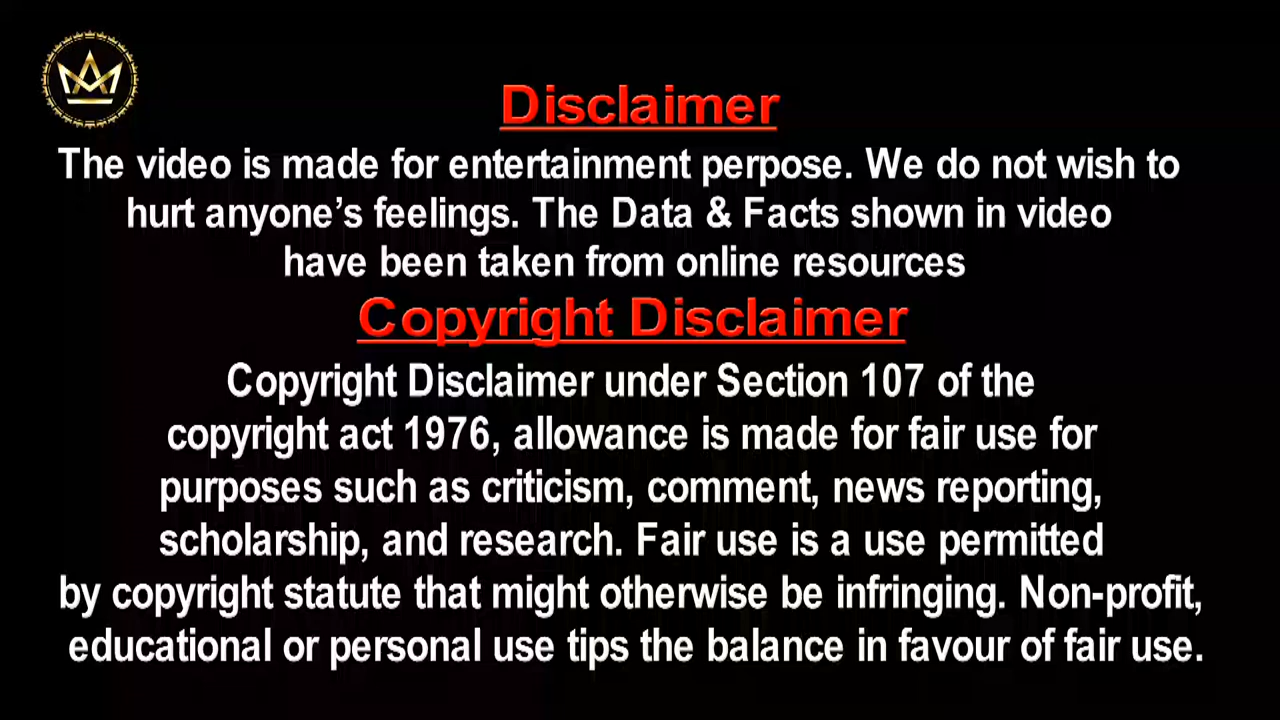 Disclaimer
The video is made for entertainment perpose. We do not wish to
hurt anyone’s feelings. The Data & Facts shown in video
have been taken from online resources
Copyright Disclaimer
Copyright Disclaimer under Section 107 of the
copyright act 1976, allowance is made for fair use for
purposes such as criticism, comment, news reporting,
scholarship, and research. Fair use is a use permitted
by copyright statute that might otherwise be infringing. Non-profit,
educational or personal use tips the balance in favour of fair use.